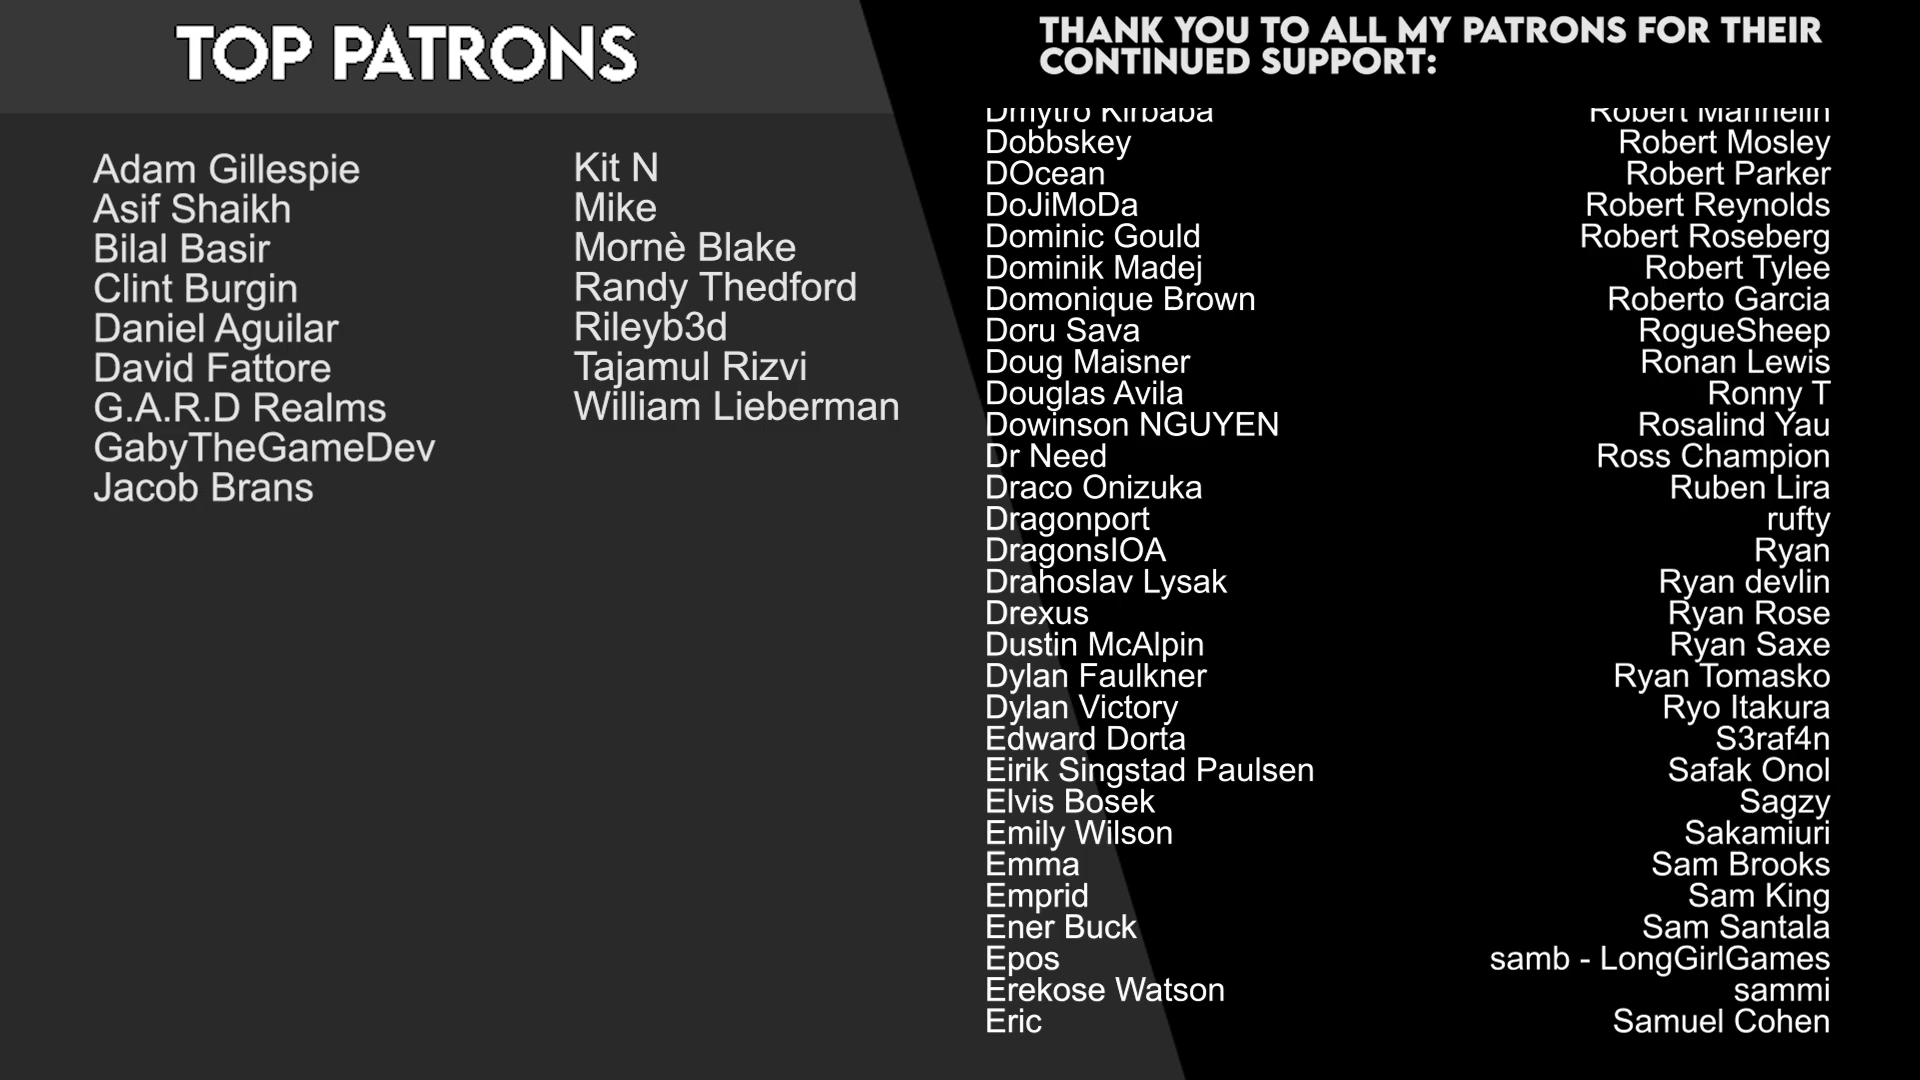 TOP PATRONS
Adam Gillespie
Asif Shaikh
Bilal Basir
Clint Burgin
Daniel Aguilar
David Fattore
G.A.R.D Realms
GabyTheGameDev
Jacob Brans
Kit N
Mike
Mornè Blake
Randy Thedford
Rileyb3d
Tajamul Rizvi
William Lieberman
THANK YOU TO ALL MY PATRONS FOR THEIR
CONTINUED SUPPORT:
Dmytro Kirbaba
Dobbskey
DOcean
DoJiMoDa
Dominic Gould
Dominik Madej
Domonique Brown
Doru Sava
Doug Maisner
Douglas Avila
Dowinson NGUYEN
Dr Need
Draco Onizuka
Dragonport
DragonsIOA
Drahoslav Lysak
Drexus
Dustin McAlpin
Dylan Faulkner
Dylan Victory
Edward Dorta
Eirik Singstad Paulsen
Elvis Bosek
Emily Wilson
Emma
Emprid
Ener Buck
Epos
Erekose Watson
Eric
Robert
Robert Mosley
Robert Parker
Robert Reynolds
Robert Roseberg
Robert Tylee
Roberto Garcia
RogueSheep
Ronan Lewis
Ronny T
Rosalind Yau
Ross Champion
Ruben Lira
rufty
Ryan
Ryan devlin
Ryan Rose
Ryan Saxe
Ryan Tomasko
Ryo Itakura
S3raf4n
Safak Onol
Sagzy
Sakamiuri
Sam Brooks
Sam King
Sam Santala
samb - LongGirlGames
sammi
Samuel Cohen